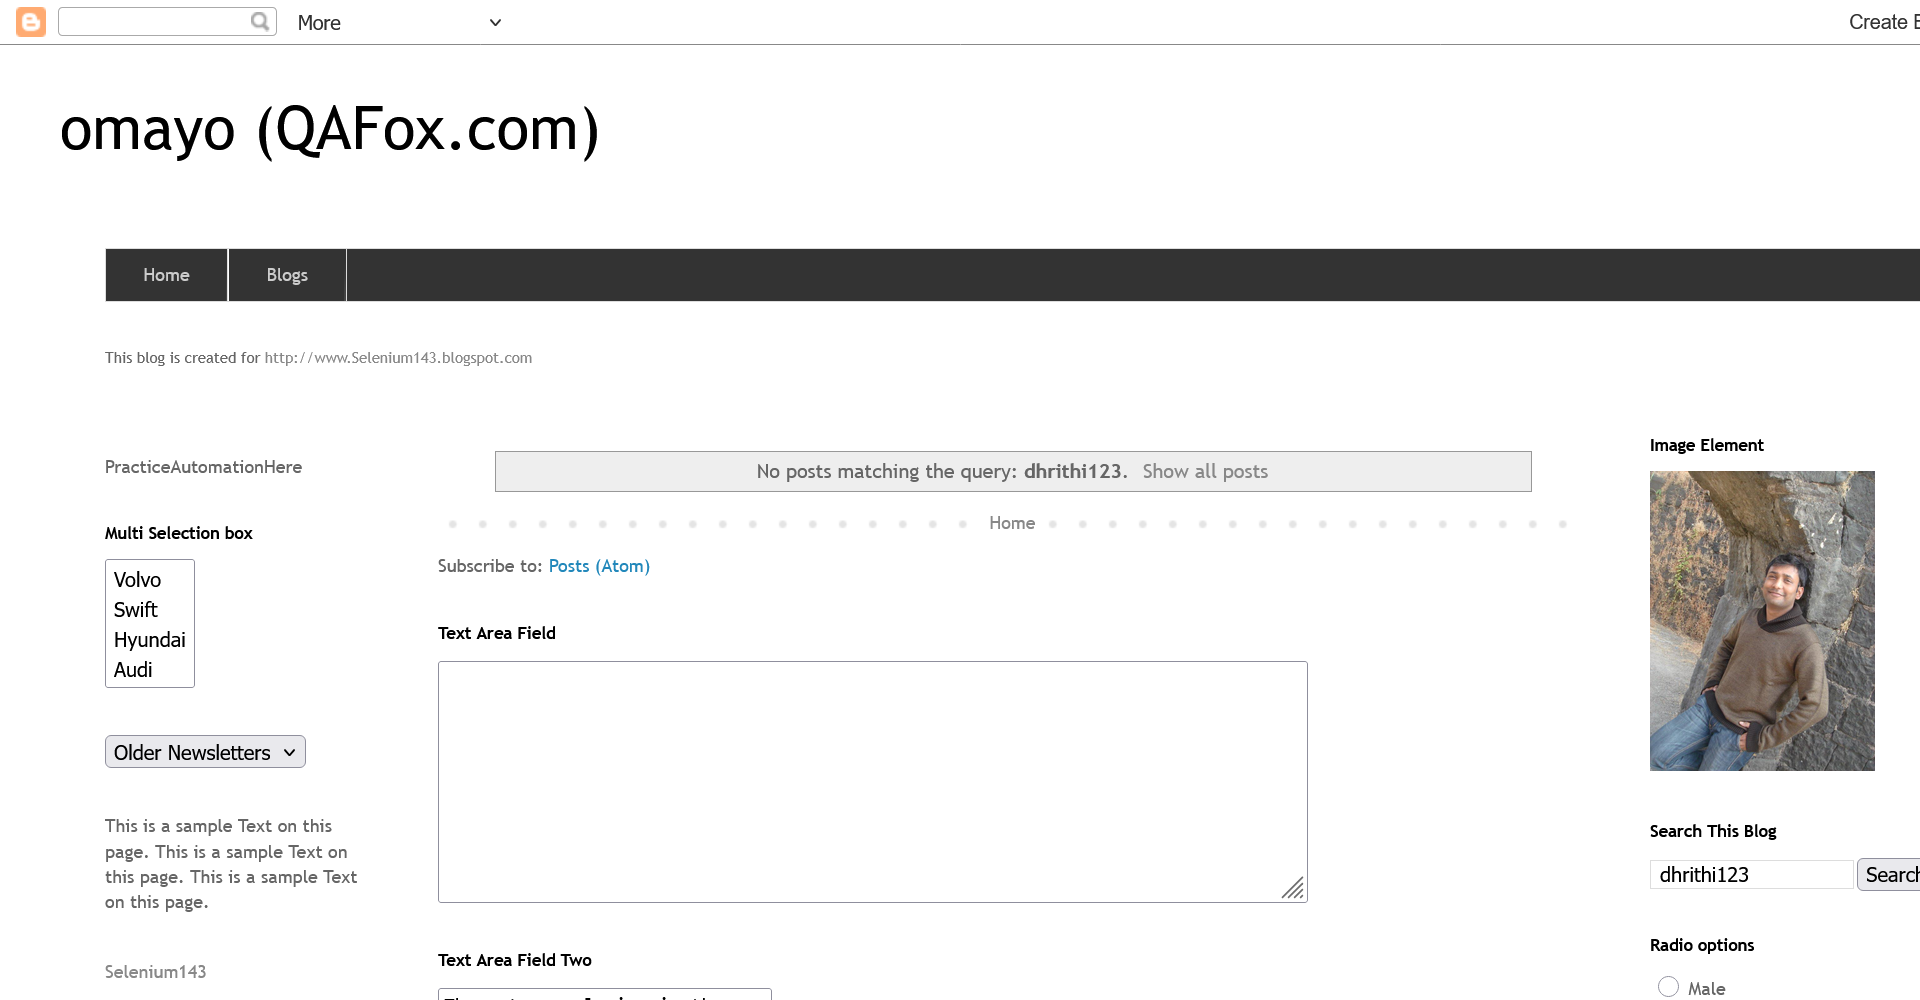 More
Create
omayo (QAFox.com)
Home
Blogs
This blog is created for http://www.Selenium143.blogspot.com
PracticeAutomationHere
Multi Selection box
Volvo
Swift
Hyundai
Audi
Older Newsletters
This is a sample Text on this
page. This is a sample Text on
this page. This is a sample Text
on this page.
Selenium143
No posts matching the query: dhrithi123. Show all posts
Home
Subscribe to: Posts (Atom)
Text Area Field
Text Area Field Two
Image Element
Search This Blog
dhrithi123
Search
Radio options
Male